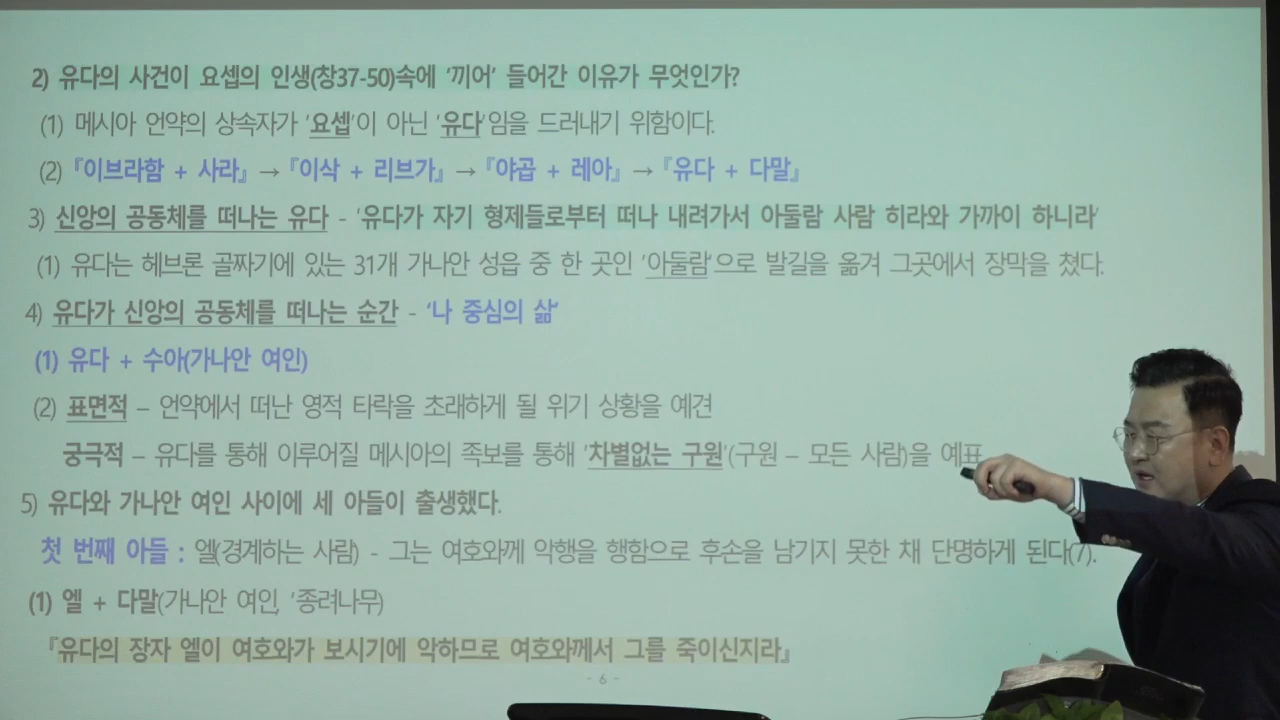 2) 유다의 사건이 요셉의 인생(창37-50)속에 '끼어' 들어간 이유가 무엇인가?
(1) 메시아 언약의 상속자가 '요셉'이 아닌 '유다'임을 드러내기 위함이다.
(2) 『이브라함 + 사라』 → 『이삭 + 리브가』 → 『야곱 + 레아』 → 『유다 + 다말』
3) 신앙의 공동체를 떠나는 유다 - '유다가 자기 형제들로부터 떠나 내려가서 아둘람 사람 히라와 가까이 하니라'
(1) 유다는 헤브론 골짜기에 있는 31개 가나안 성읍 중 한 곳인 '아둘람'으로 발길을 옮겨 그곳에서 장막을 쳤다.
4) 유다가 신앙의 공동체를 떠나는 순간 - '나 중심의 삶'
(1) 유다 + 수아(가나안 여인)
(2) 표면적 – 언약에서 떠난 영적 타락을 초래하게 될 위기 상황을 예견
궁극적 – 유다를 통해 이루어질 메시아의 족보를 통해 '차별없는 구원'(구원 – 모든 사람)을 예표
5) 유다와 가나안 여인 사이에 세 아들이 출생했다.
첫 번째 아들 : 엘(경계하는 사람) - 그는 여호와께 악행을 행함으로 후손을 남기지 못한 채 단명하게 된다(7).
(1) 엘 + 다말(가나안 여인, '종려나무)
『유다의 장자 엘이 여호와가 보시기에 악하므로 여호와께서 그를 죽이신지라』
- 6 -